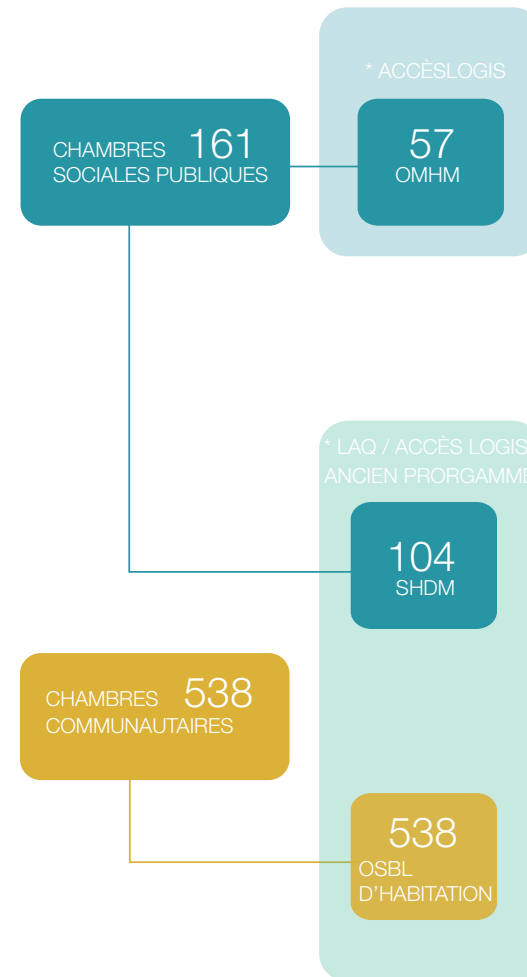 * ACCÈSLOGIS
CHAMBRES 161
SOCIALES PUBLIQUES
57
OMHM
* LAQ / ACCÈS LOGIS
ANCIEN PRORGAMME
104
SHDM
CHAMBRES 538
COMMUNAUTAIRES
538
OSBL
D'HABITATION